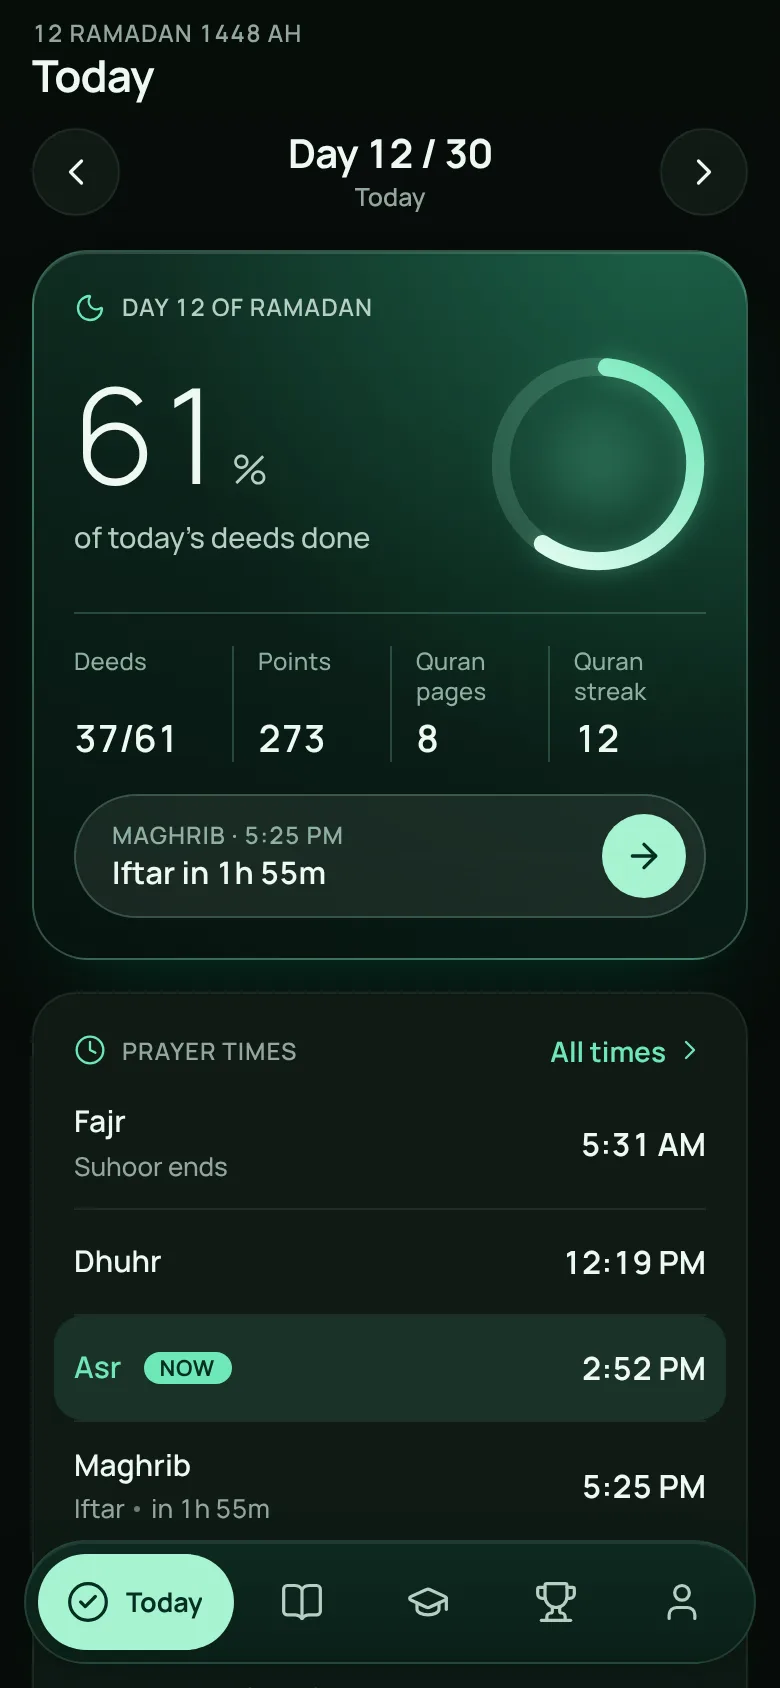 12 RAMADAN 1448 AH
Today
Day 12 / 30
Today
DAY 12 OF RAMADAN
61 %
of today’s deeds done
Deeds
37/61
Points
273
Quran
pages
8
Quran
streak
12
MAGHRIB · 5:25 PM
Iftar in 1h 55m
PRAYER TIMES
All times
Fajr
Suhoor ends
5:31 AM
Dhuhr
12:19 PM
Asr NOW
2:52 PM
Maghrib
Iftar • in 1h 55m
5:25 PM
Today